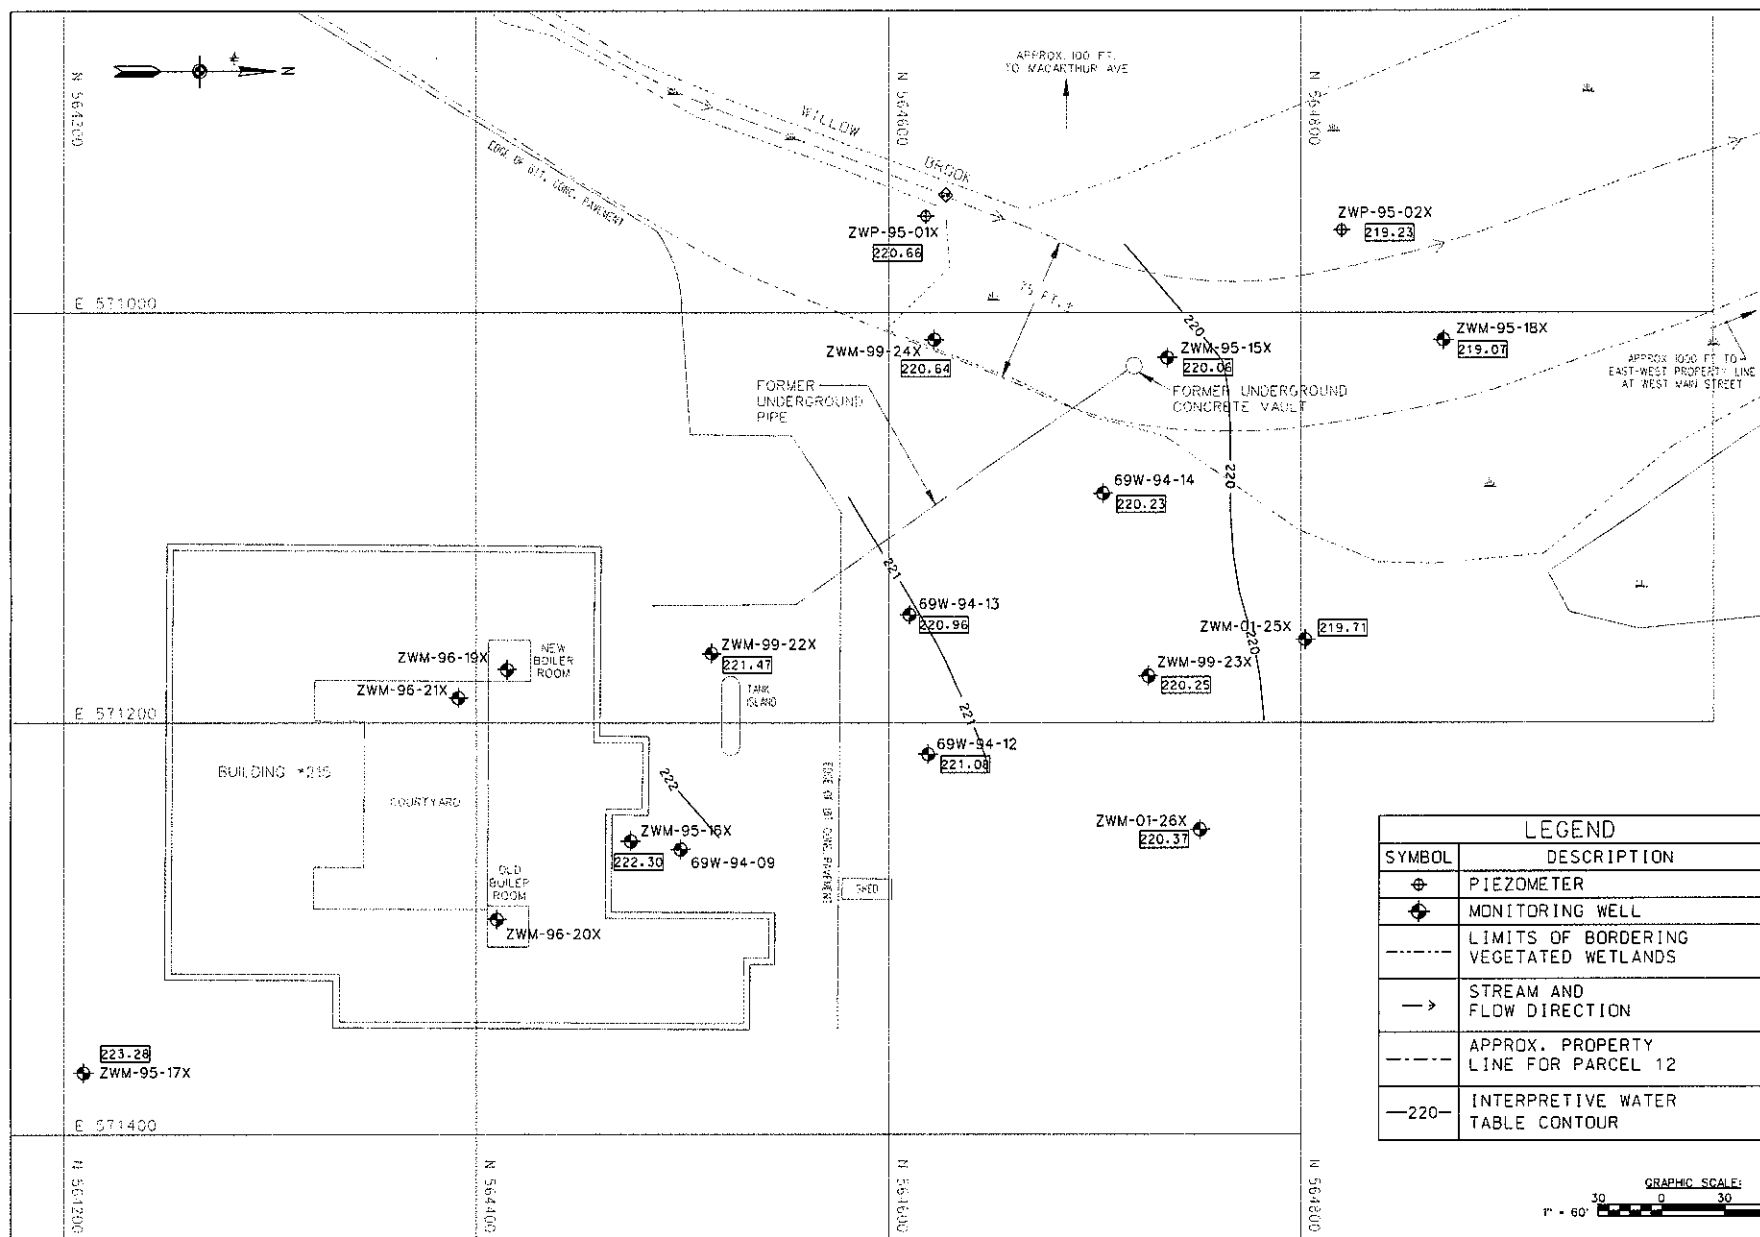 N
N 564200
N 564600
N 564800
APPROX. 100 FT.
TO MACARTHUR AVE
WILLOW
BROOK
EDGE OF BIT. CONC. PAVEMENT
ZWP-95-01X
220.66
ZWP-95-02X
219.23
E 571000
75 FT.±
220
ZWM-99-24X
220.64
ZWM-95-15X
220.06
ZWM-95-18X
219.07
APPROX 1000 FT TO
EAST-WEST PROPERTY LINE
AT WEST MAIN STREET
FORMER
UNDERGROUND
PIPE
FORMER UNDERGROUND
CONCRETE VAULT
69W-94-14
220.23
220
221
69W-94-13
220.96
ZWM-01-25X
219.71
220
ZWM-99-22X
221.47
ZWM-99-23X
220.25
ZWM-96-19X
NEW
BOILER
ROOM
ZWM-96-21X
TANK
ISLAND
E 571200
221
69W-94-12
221.08
BUILDING #215
COURTYARD
222
EDGE OF BIT. CONC. PAVEMENT
ZWM-95-16X
222.30
69W-94-09
ZWM-01-26X
220.37
OLD
BOILER
ROOM
SHED
ZWM-96-20X
223.28
ZWM-95-17X
E 571400
N 564200
N 564400
N 564600
N 564800
LEGEND
SYMBOL DESCRIPTION
PIEZOMETER
MONITORING WELL
LIMITS OF BORDERING
VEGETATED WETLANDS
STREAM AND
FLOW DIRECTION
APPROX. PROPERTY
LINE FOR PARCEL 12
220 INTERPRETIVE WATER
TABLE CONTOUR
GRAPHIC SCALE:
30 0 30
1" = 60'